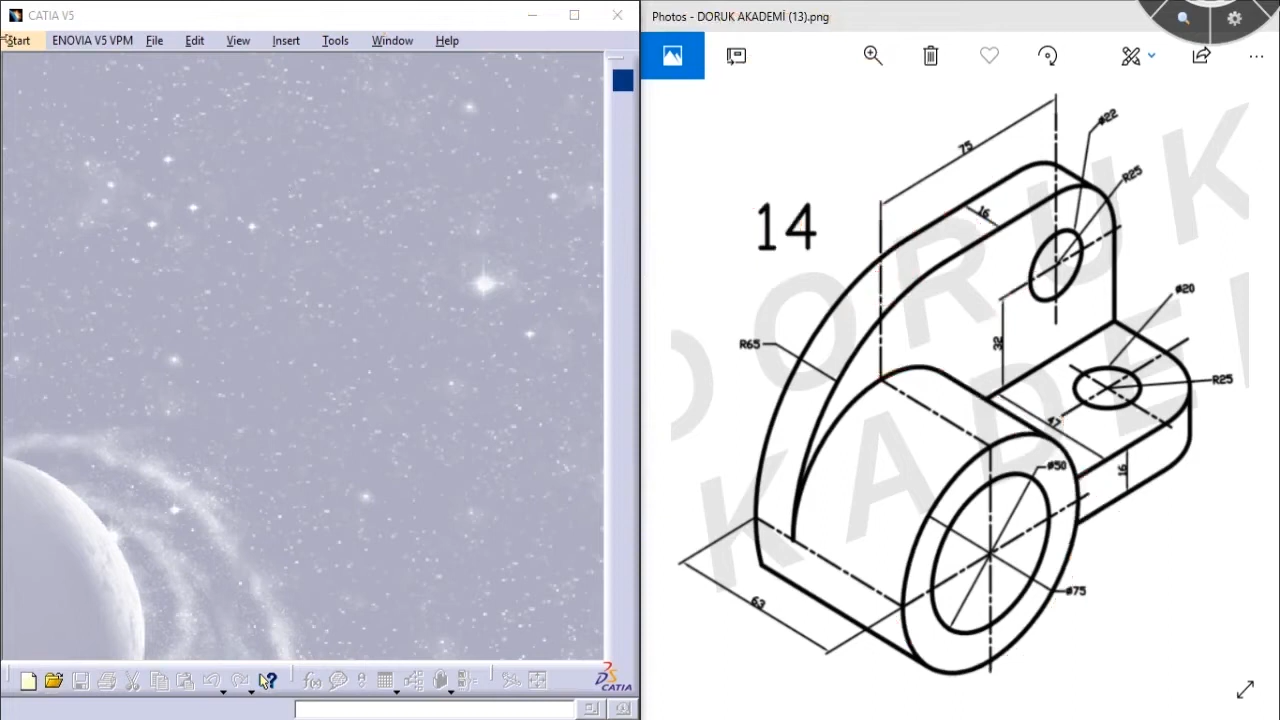 CATIA V5
Start ENOVIA V5 VPM File Edit View Insert Tools Window Help
Photos - DORUK AKADEMİ (13).png
14
75
ø22
R25
16
R65
32
ø20
R25
47
16
ø50
ø75
63
DORUK
AKADE
f(x)
CATIA